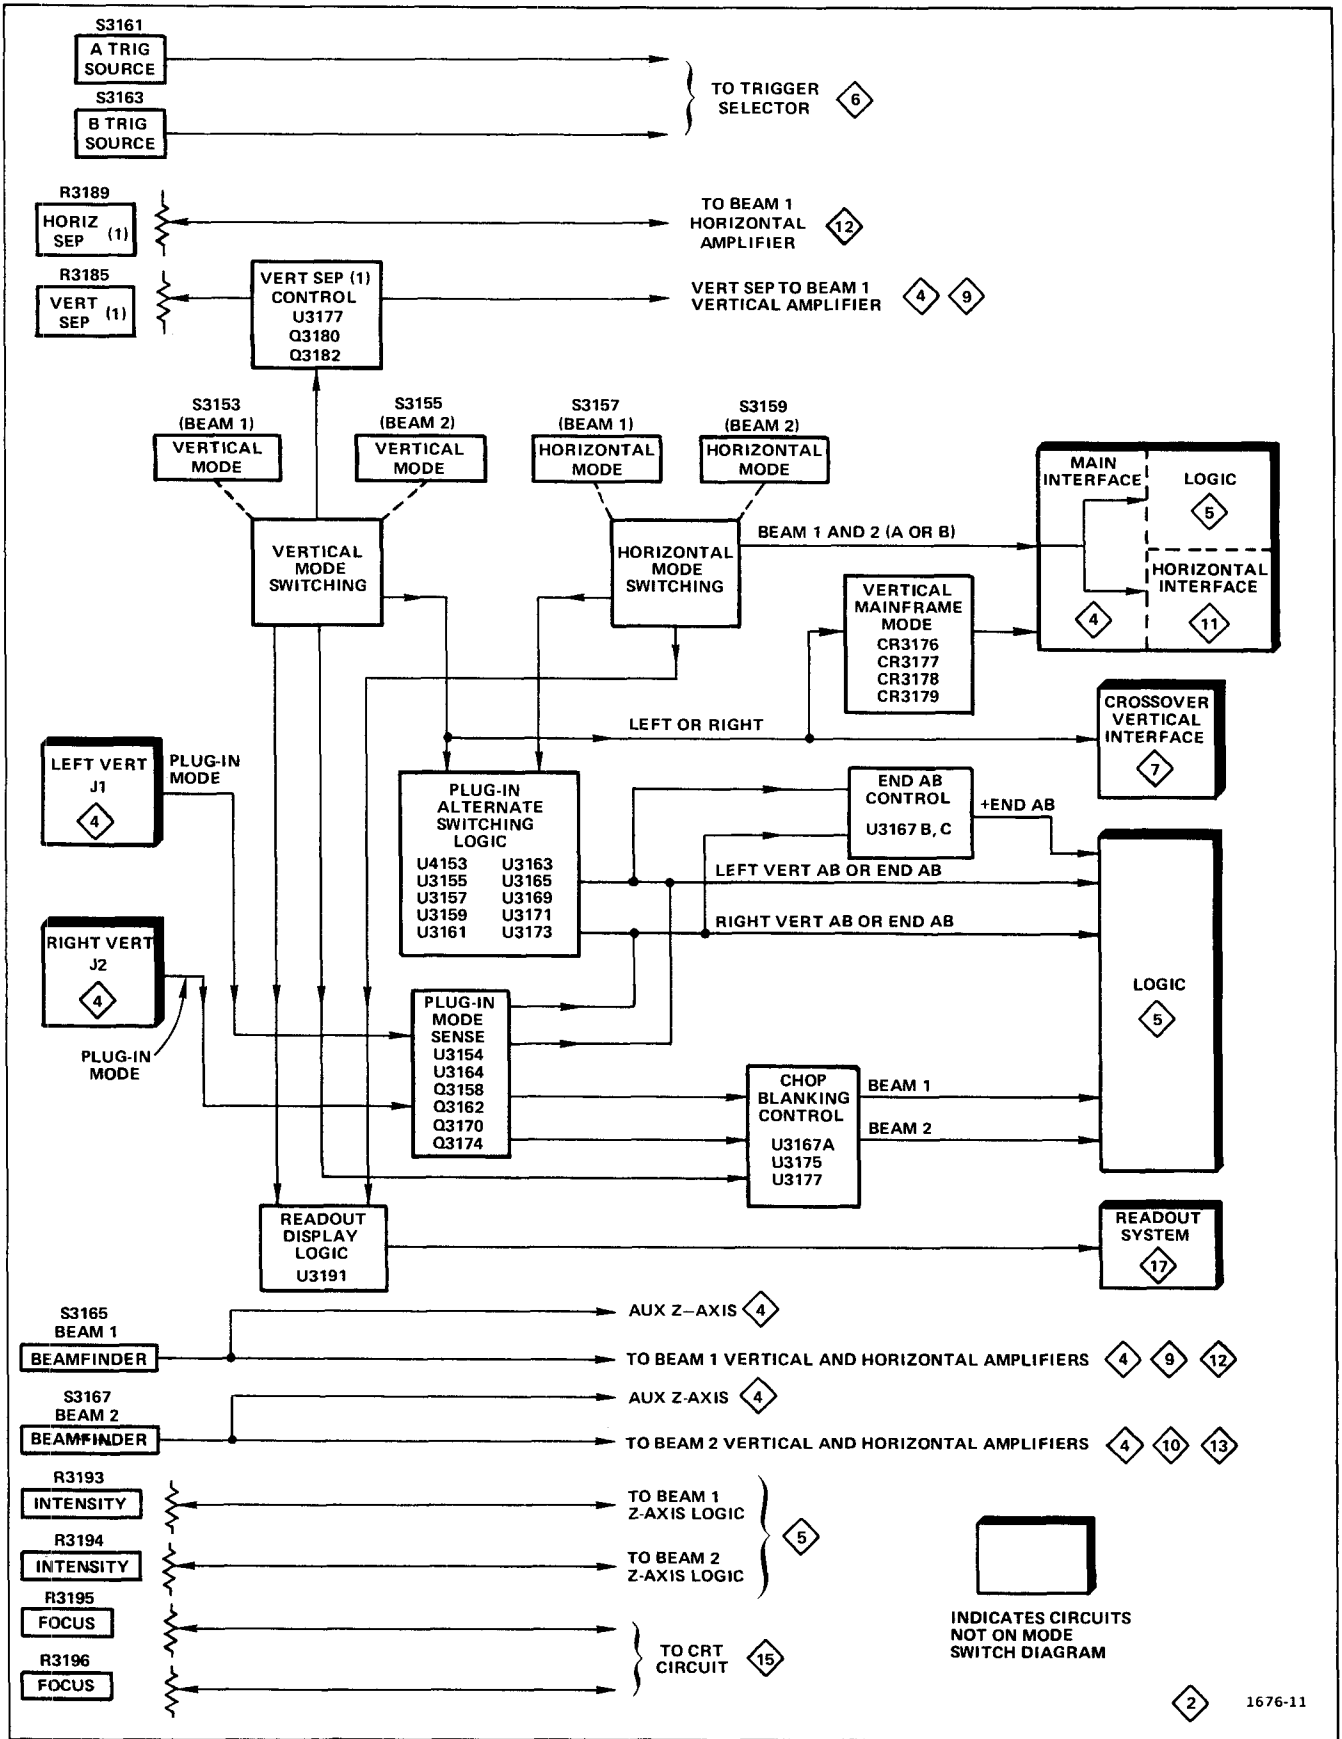 S3161
A TRIG
SOURCE
S3163
B TRIG
SOURCE
TO TRIGGER
SELECTOR
6
R3189
HORIZ
SEP (1)
TO BEAM 1
HORIZONTAL
AMPLIFIER
12
R3185
VERT
SEP (1)
VERT SEP (1)
CONTROL
U3177
Q3180
Q3182
VERT SEP TO BEAM 1
VERTICAL AMPLIFIER
4 9
S3153
(BEAM 1)
VERTICAL
MODE
S3155
(BEAM 2)
VERTICAL
MODE
S3157
(BEAM 1)
HORIZONTAL
MODE
S3159
(BEAM 2)
HORIZONTAL
MODE
VERTICAL
MODE
SWITCHING
HORIZONTAL
MODE
SWITCHING
BEAM 1 AND 2 (A OR B)
MAIN
INTERFACE
4
LOGIC
5
HORIZONTAL
INTERFACE
11
VERTICAL
MAINFRAME
MODE
CR3176
CR3177
CR3178
CR3179
LEFT OR RIGHT
CROSSOVER
VERTICAL
INTERFACE
7
LEFT VERT
J1
4
PLUG-IN
MODE
PLUG-IN
ALTERNATE
SWITCHING
LOGIC
U4153 U3163
U3155 U3165
U3157 U3169
U3159 U3171
U3161 U3173
END AB
CONTROL
U3167 B, C
+END AB
LEFT VERT AB OR END AB
RIGHT VERT AB OR END AB
RIGHT VERT
J2
4
PLUG-IN
MODE
PLUG-IN
MODE
SENSE
U3154
U3164
Q3158
Q3162
Q3170
Q3174
CHOP
BLANKING
CONTROL
U3167A
U3175
U3177
BEAM 1
BEAM 2
LOGIC
5
READOUT
DISPLAY
LOGIC
U3191
READOUT
SYSTEM
17
S3165
BEAM 1
BEAMFINDER
AUX Z–AXIS 4
TO BEAM 1 VERTICAL AND HORIZONTAL AMPLIFIERS 4 9 12
S3167
BEAM 2
BEAMFINDER
AUX Z-AXIS 4
TO BEAM 2 VERTICAL AND HORIZONTAL AMPLIFIERS 4 10 13
R3193
INTENSITY
TO BEAM 1
Z-AXIS LOGIC
R3194
INTENSITY
TO BEAM 2
Z-AXIS LOGIC
5
R3195
FOCUS
R3196
FOCUS
TO CRT
CIRCUIT
15
INDICATES CIRCUITS
NOT ON MODE
SWITCH DIAGRAM
2 1676-11